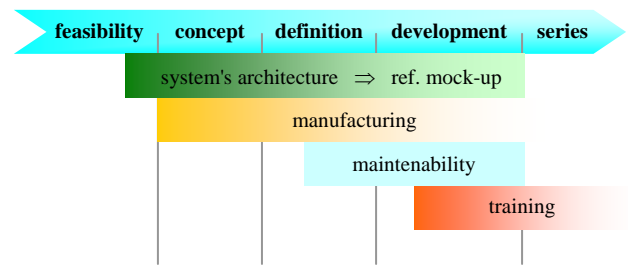 feasibility concept definition development series
system's architecture ⇒ ref. mock-up
manufacturing
maintenability
training